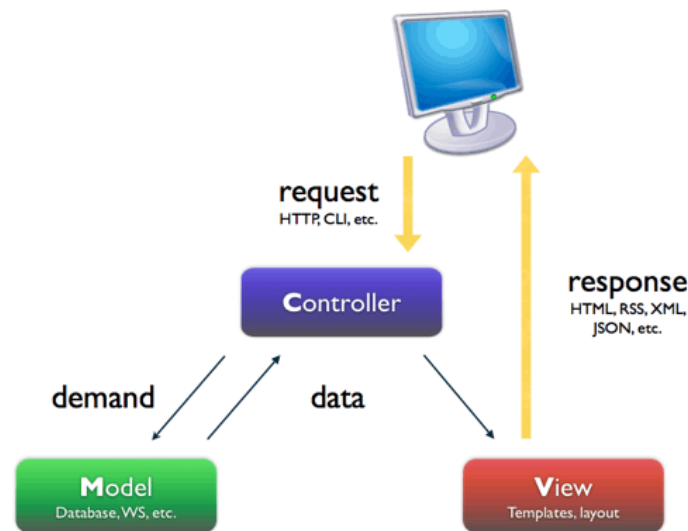 request
HTTP, CLI, etc.
Controller
response
HTML, RSS, XML,
JSON, etc.
demand
data
Model
Database, WS, etc.
View
Templates, layout